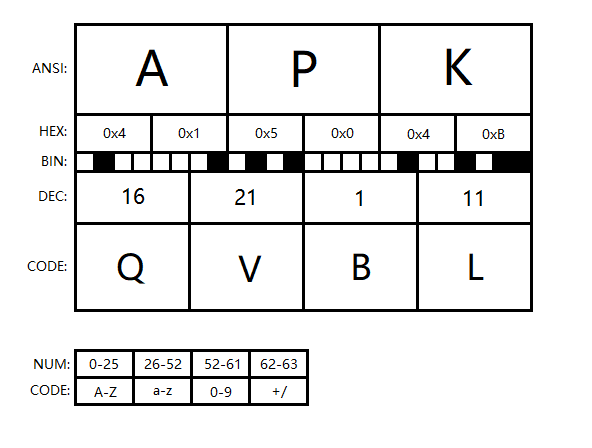 ANSI: A P K
HEX: 0x4 0x1 0x5 0x0 0x4 0xB
BIN:
DEC: 16 21 1 11
CODE: Q V B L
NUM: 0-25 26-52 52-61 62-63
CODE: A-Z a-z 0-9 +/